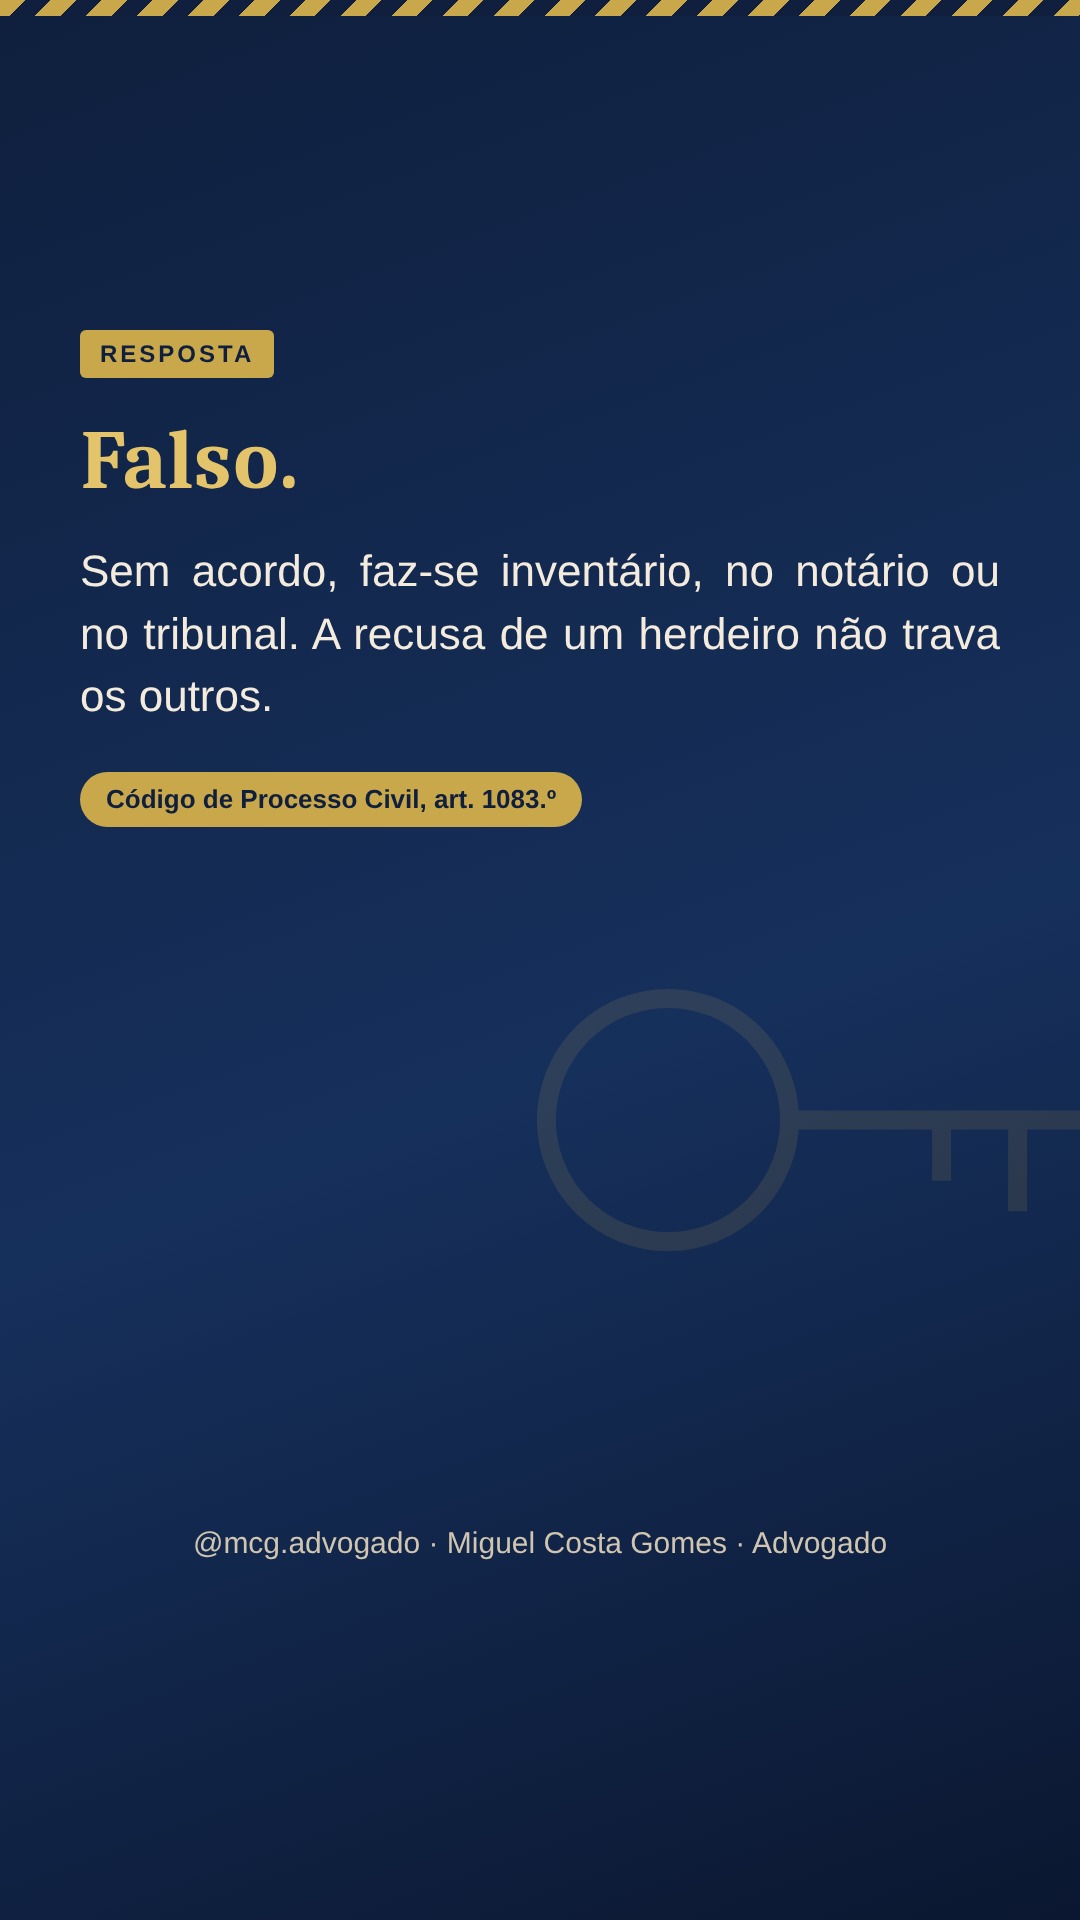 RESPOSTA
Falso.
Sem acordo, faz-se inventário, no notário ou
no tribunal. A recusa de um herdeiro não trava
os outros.
Código de Processo Civil, art. 1083.º
@mcg.advogado · Miguel Costa Gomes · Advogado